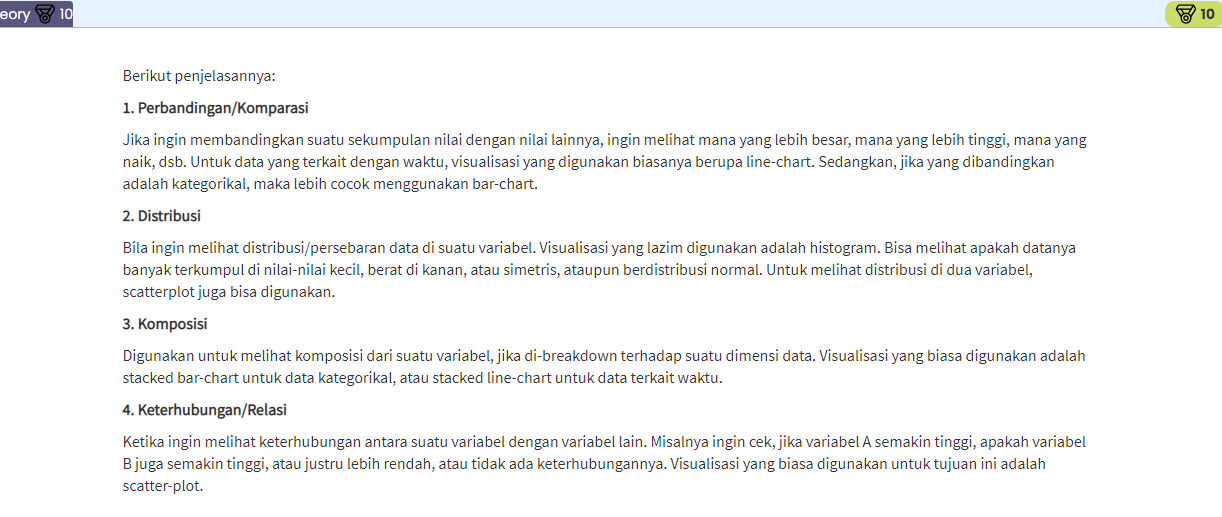 eory 10
10
Berikut penjelasannya:
1. Perbandingan/Komparasi
Jika ingin membandingkan suatu sekumpulan nilai dengan nilai lainnya, ingin melihat mana yang lebih besar, mana yang lebih tinggi, mana yang
naik, dsb. Untuk data yang terkait dengan waktu, visualisasi yang digunakan biasanya berupa line-chart. Sedangkan, jika yang dibandingkan
adalah kategorikal, maka lebih cocok menggunakan bar-chart.
2. Distribusi
Bila ingin melihat distribusi/persebaran data di suatu variabel. Visualisasi yang lazim digunakan adalah histogram. Bisa melihat apakah datanya
banyak terkumpul di nilai-nilai kecil, berat di kanan, atau simetris, ataupun berdistribusi normal. Untuk melihat distribusi di dua variabel,
scatterplot juga bisa digunakan.
3. Komposisi
Digunakan untuk melihat komposisi dari suatu variabel, jika di-breakdown terhadap suatu dimensi data. Visualisasi yang biasa digunakan adalah
stacked bar-chart untuk data kategorikal, atau stacked line-chart untuk data terkait waktu.
4. Keterhubungan/Relasi
Ketika ingin melihat keterhubungan antara suatu variabel dengan variabel lain. Misalnya ingin cek, jika variabel A semakin tinggi, apakah variabel
B juga semakin tinggi, atau justru lebih rendah, atau tidak ada keterhubungannya. Visualisasi yang biasa digunakan untuk tujuan ini adalah
scatter-plot.